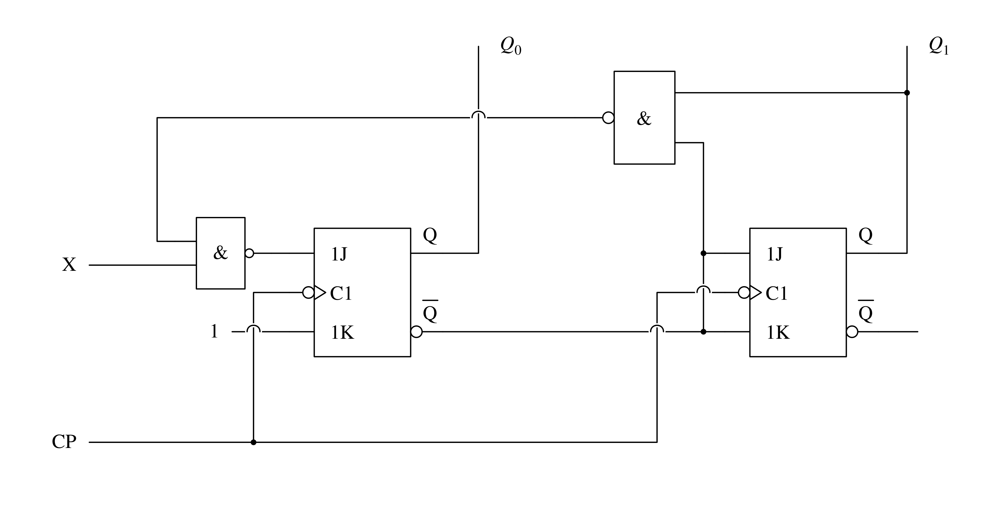 Q₀
Q₁
&
Q
Q
&
1J
1J
X
C1
C1
Q̅
Q̅
1
1K
1K
CP